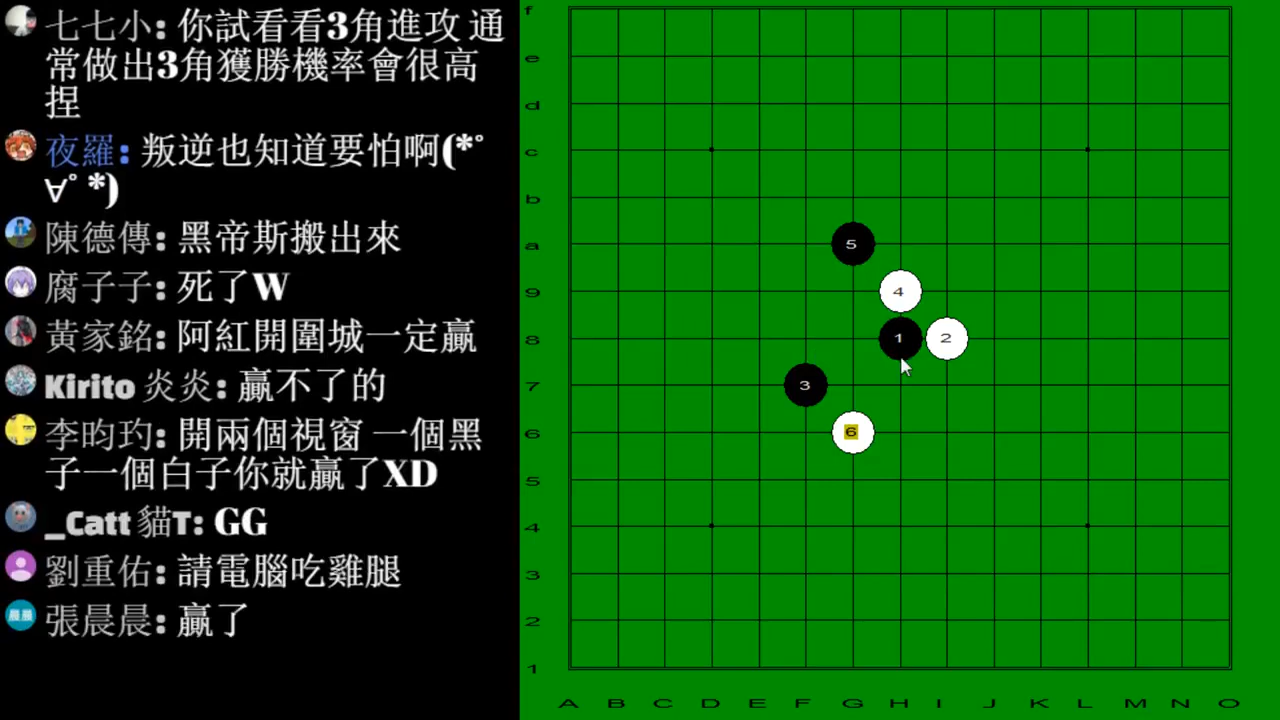 七七小: 你試看看3角進攻 通
常做出3角獲勝機率會很高
捏
夜羅: 叛逆也知道要怕啊(*ﾟ
∀ﾟ*)
陳德傳: 黑帝斯搬出來
腐子子: 死了W
黃家銘: 阿紅開圍城一定贏
Kirito 炎炎: 贏不了的
李昀玓: 開兩個視窗 一個黑
子一個白子你就贏了XD
_Catt 貓T: GG
劉重佑: 請電腦吃雞腿
晨晨
張晨晨: 贏了
f
e
d
c
b
a
9
8
7
6
5
4
3
2
1
5
4
1
2
3
6
A B C D E F G H I J K L M N O